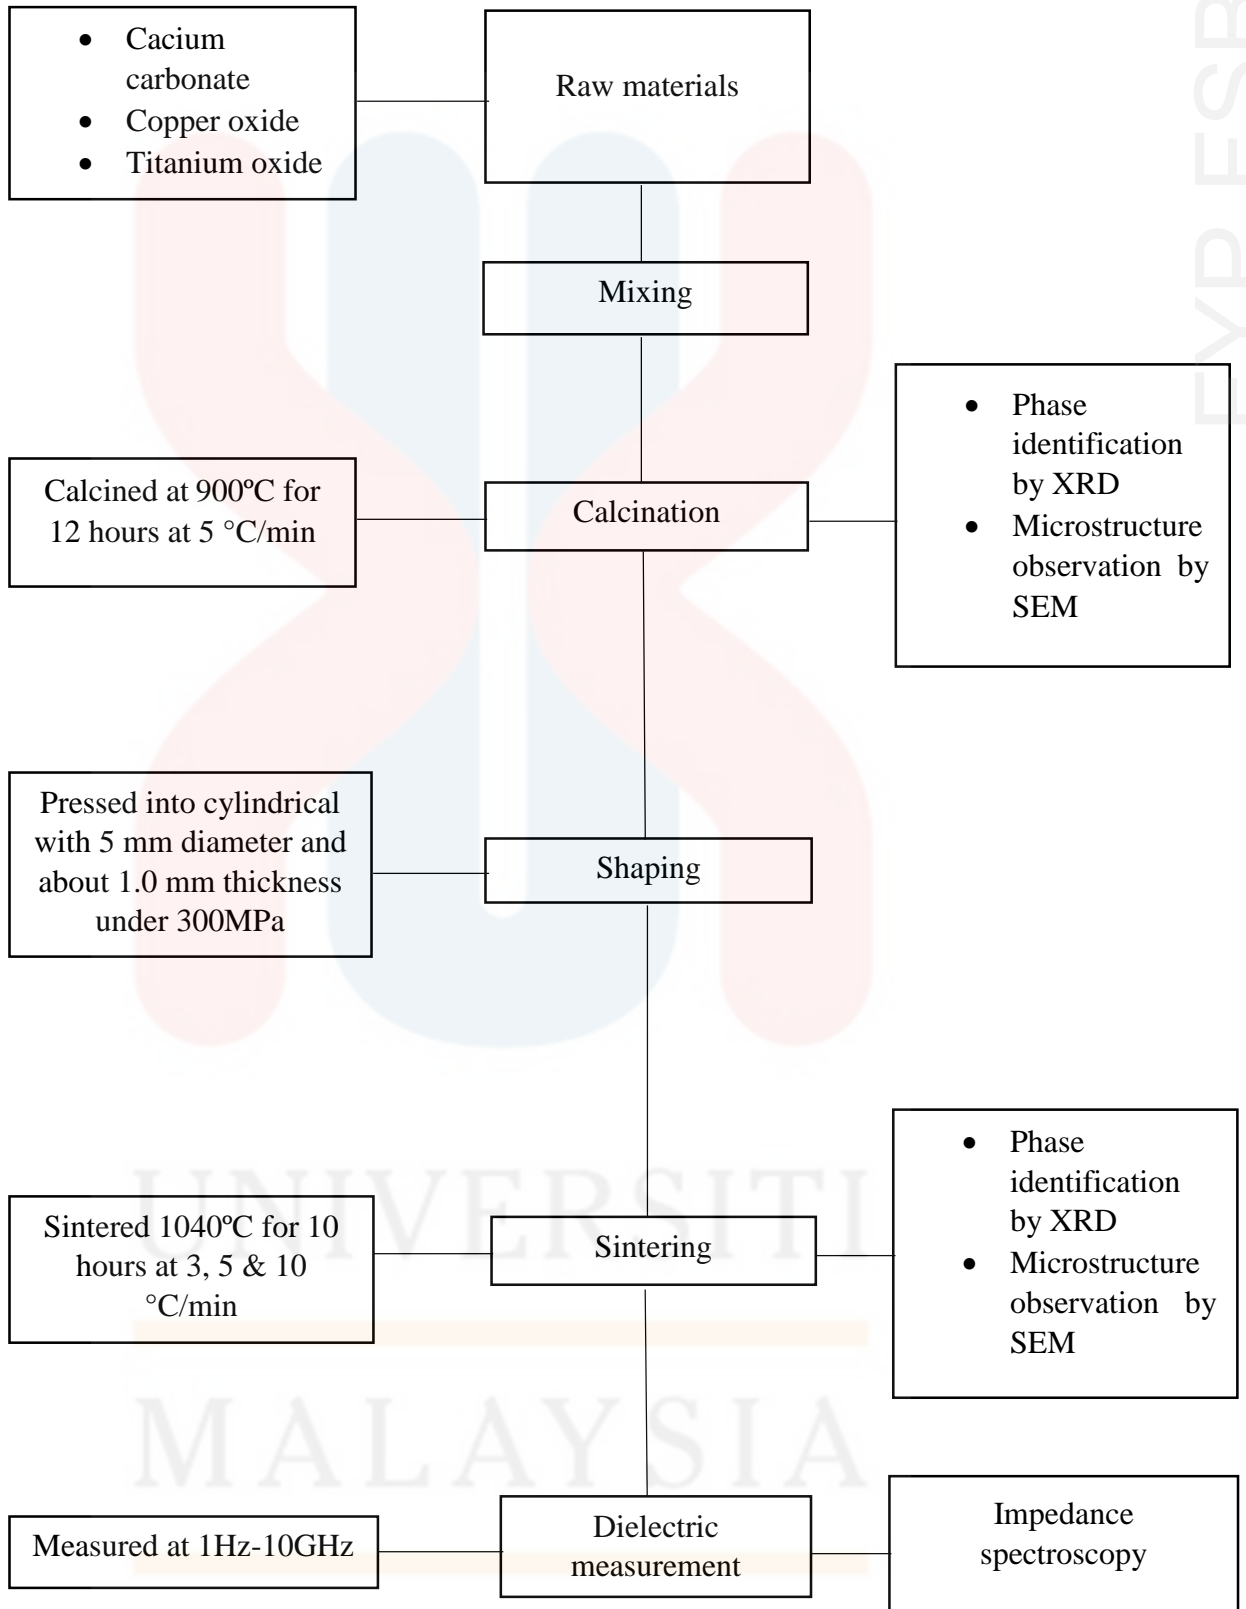 • Cacium
carbonate
• Copper oxide
• Titanium oxide
Raw materials
Mixing
Calcined at 900ºC for
12 hours at 5 °C/min
Calcination
• Phase
identification
by XRD
• Microstructure
observation by
SEM
Pressed into cylindrical
with 5 mm diameter and
about 1.0 mm thickness
under 300MPa
Shaping
Sintered 1040ºC for 10
hours at 3, 5 & 10
°C/min
Sintering
• Phase
identification
by XRD
• Microstructure
observation by
SEM
Measured at 1Hz-10GHz
Dielectric
measurement
Impedance
spectroscopy
UNIVERSITI
MALAYSIA
FYP FSB